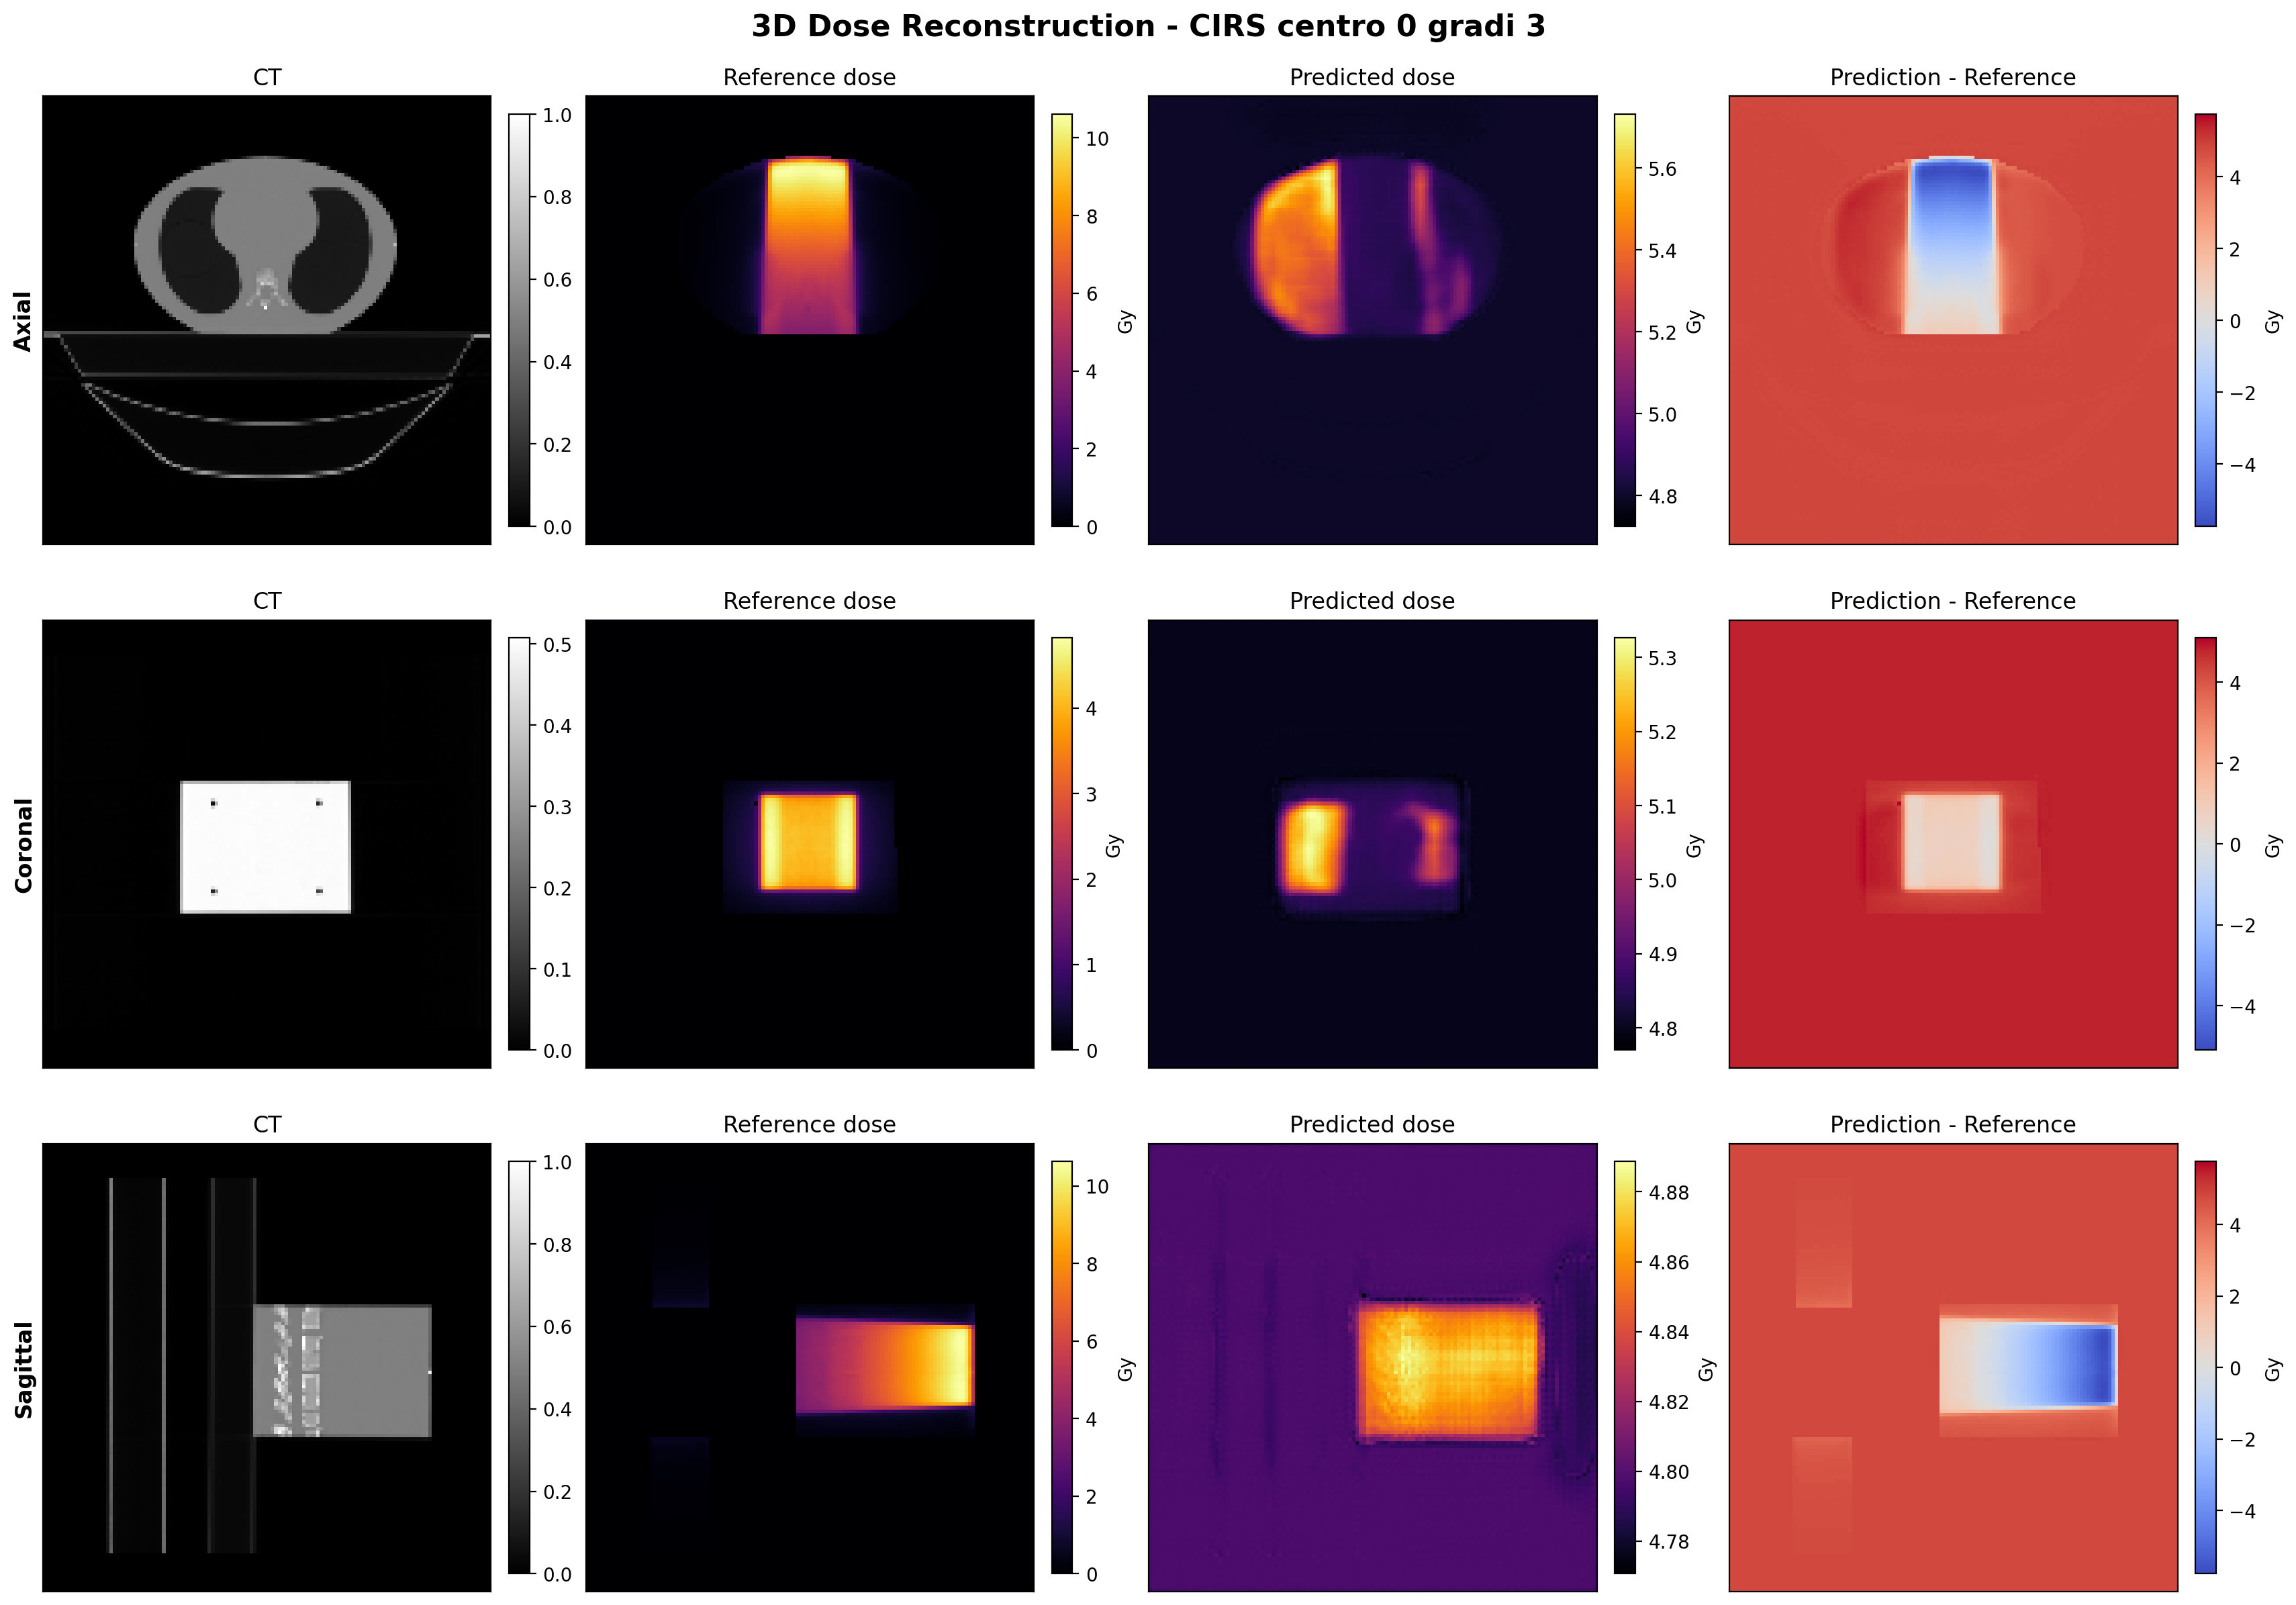 3D Dose Reconstruction - CIRS centro 0 gradi 3
CT
Reference dose
Predicted dose
Prediction - Reference
Axial
1.0
0.8
0.6
0.4
0.2
0.0
10
8
6
4
2
0
Gy
5.6
5.4
5.2
5.0
4.8
Gy
4
2
0
−2
−4
Gy
CT
Reference dose
Predicted dose
Prediction - Reference
Coronal
0.5
0.4
0.3
0.2
0.1
0.0
4
3
2
1
0
Gy
5.3
5.2
5.1
5.0
4.9
4.8
Gy
4
2
0
−2
−4
Gy
CT
Reference dose
Predicted dose
Prediction - Reference
Sagittal
1.0
0.8
0.6
0.4
0.2
0.0
10
8
6
4
2
0
Gy
4.88
4.86
4.84
4.82
4.80
4.78
Gy
4
2
0
−2
−4
Gy